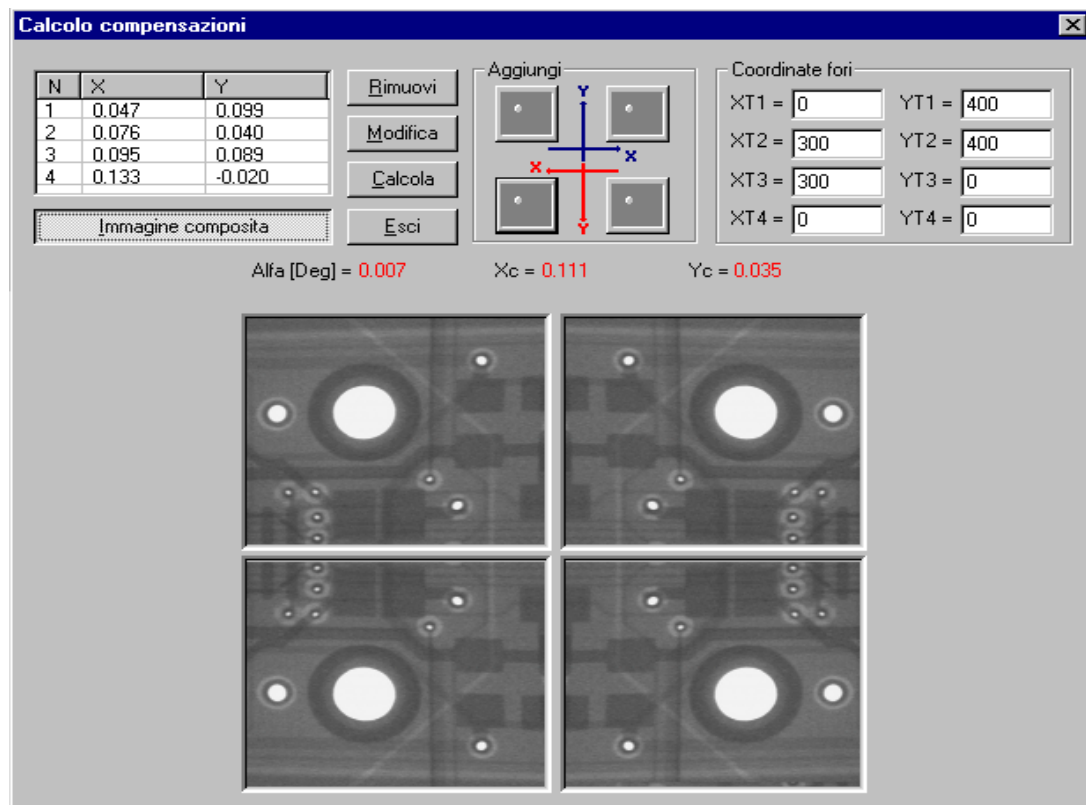 Calcolo compensazioni
N X Y
1 0.047 0.099
2 0.076 0.040
3 0.095 0.089
4 0.133 -0.020
Immagine composita
Rimuovi
Modifica
Calcola
Esci
Aggiungi
Y
X
X
Y
Coordinate fori
XT1 = 0 YT1 = 400
XT2 = 300 YT2 = 400
XT3 = 300 YT3 = 0
XT4 = 0 YT4 = 0
Alfa [Deg] = 0.007 Xc = 0.111 Yc = 0.035